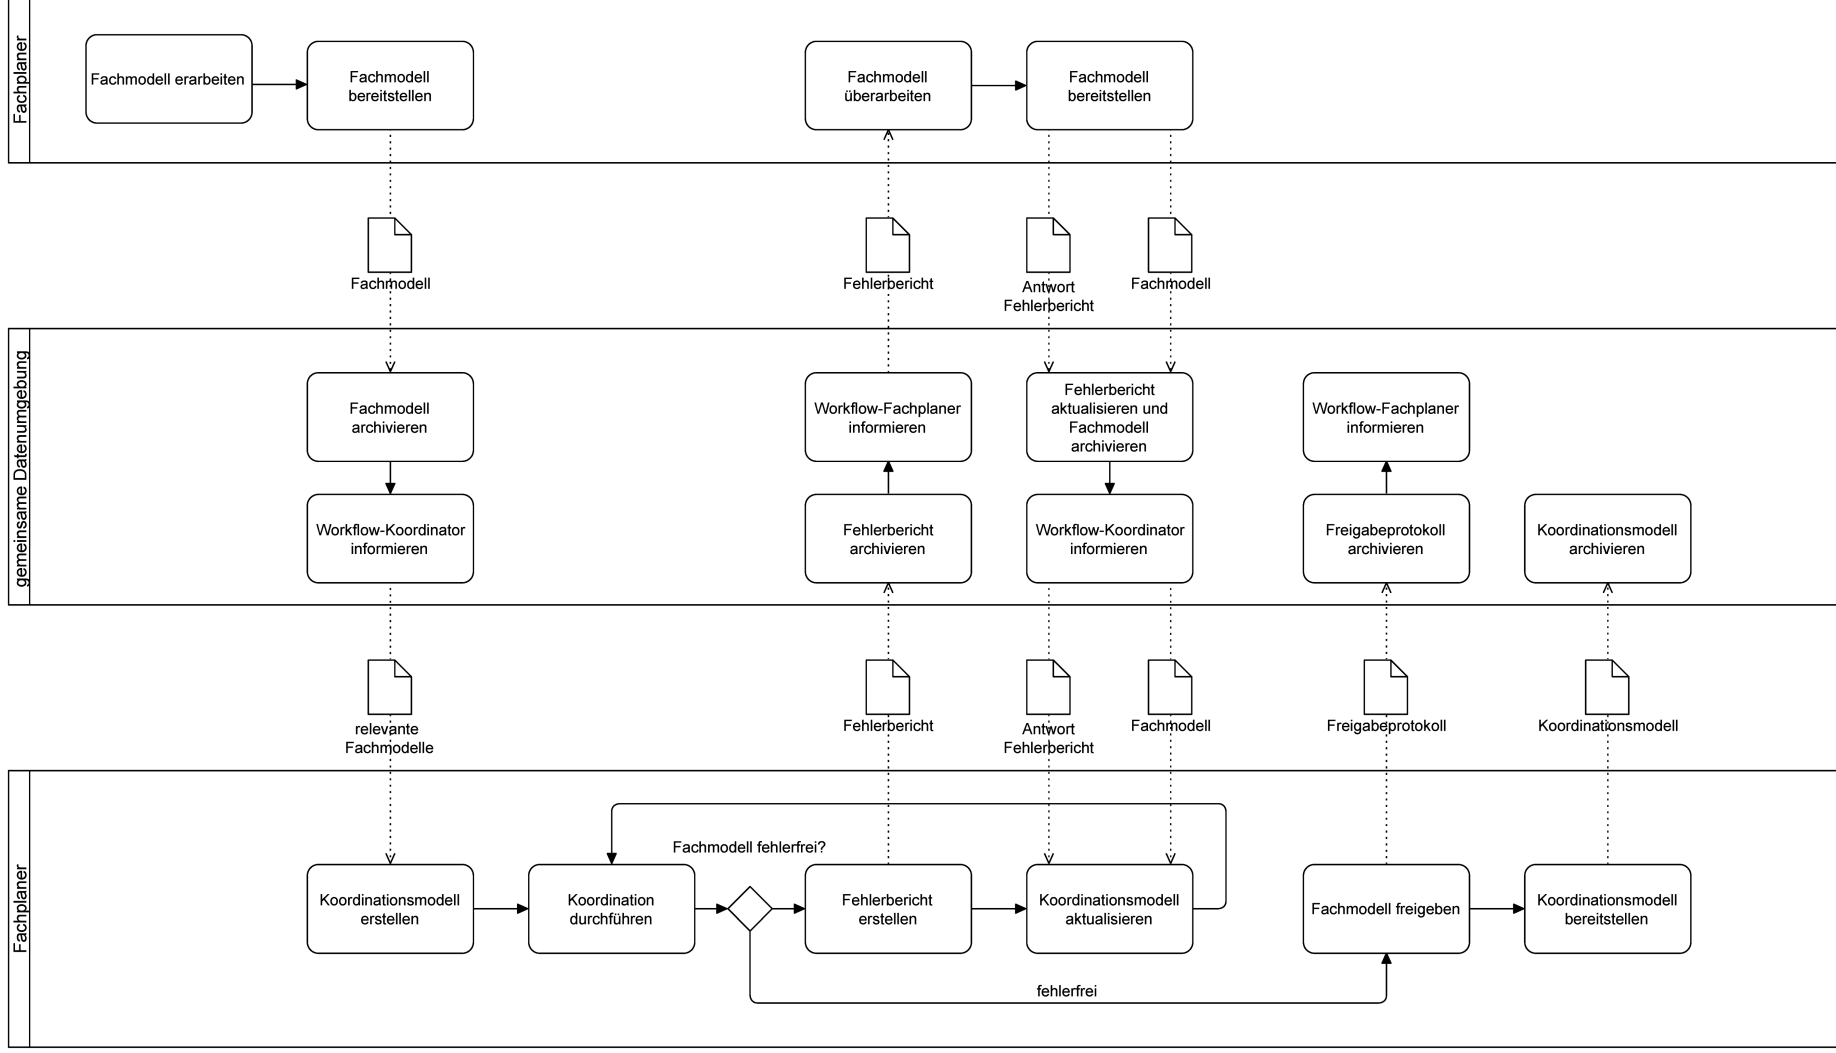 Fachplaner
Fachmodell erarbeiten
Fachmodell
bereitstellen
Fachmodell
überarbeiten
Fachmodell
bereitstellen
Fachmodell
Fehlerbericht
Antwort
Fehlerbericht
Fachmodell
gemeinsame Datenumgebung
Fachmodell
archivieren
Workflow-Fachplaner
informieren
Fehlerbericht
aktualisieren und
Fachmodell
archivieren
Workflow-Fachplaner
informieren
Workflow-Koordinator
informieren
Fehlerbericht
archivieren
Workflow-Koordinator
informieren
Freigabeprotokoll
archivieren
Koordinationsmodell
archivieren
relevante
Fachmodelle
Fehlerbericht
Antwort
Fehlerbericht
Fachmodell
Freigabeprotokoll
Koordinationsmodell
Fachplaner
Fachmodell fehlerfrei?
Koordinationsmodell
erstellen
Koordination
durchführen
Fehlerbericht
erstellen
Koordinationsmodell
aktualisieren
Fachmodell freigeben
Koordinationsmodell
bereitstellen
fehlerfrei